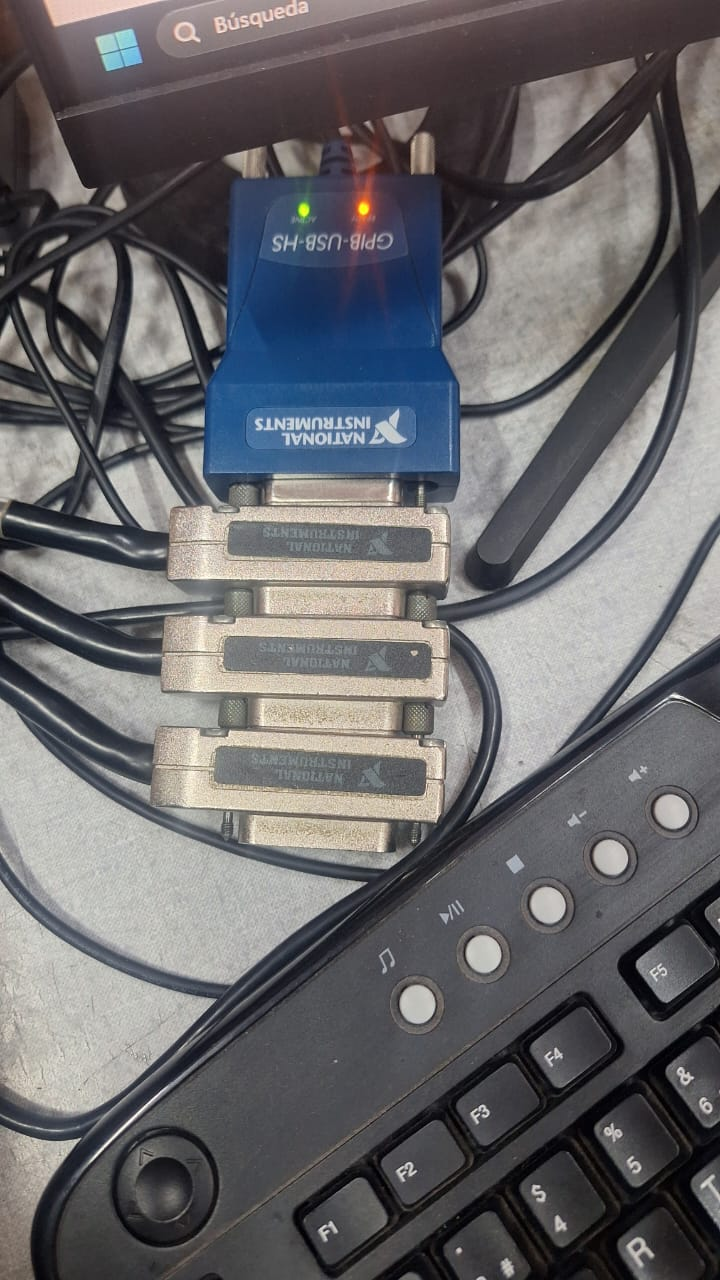 Búsqueda
ACTIVE
GPIB-USB-HS
NATIONAL
INSTRUMENTS
NATIONAL
INSTRUMENTS
NATIONAL
INSTRUMENTS
NATIONAL
INSTRUMENTS
F5
F4
F3
F2
F1
&
6
%
5
$
4
#
T
R